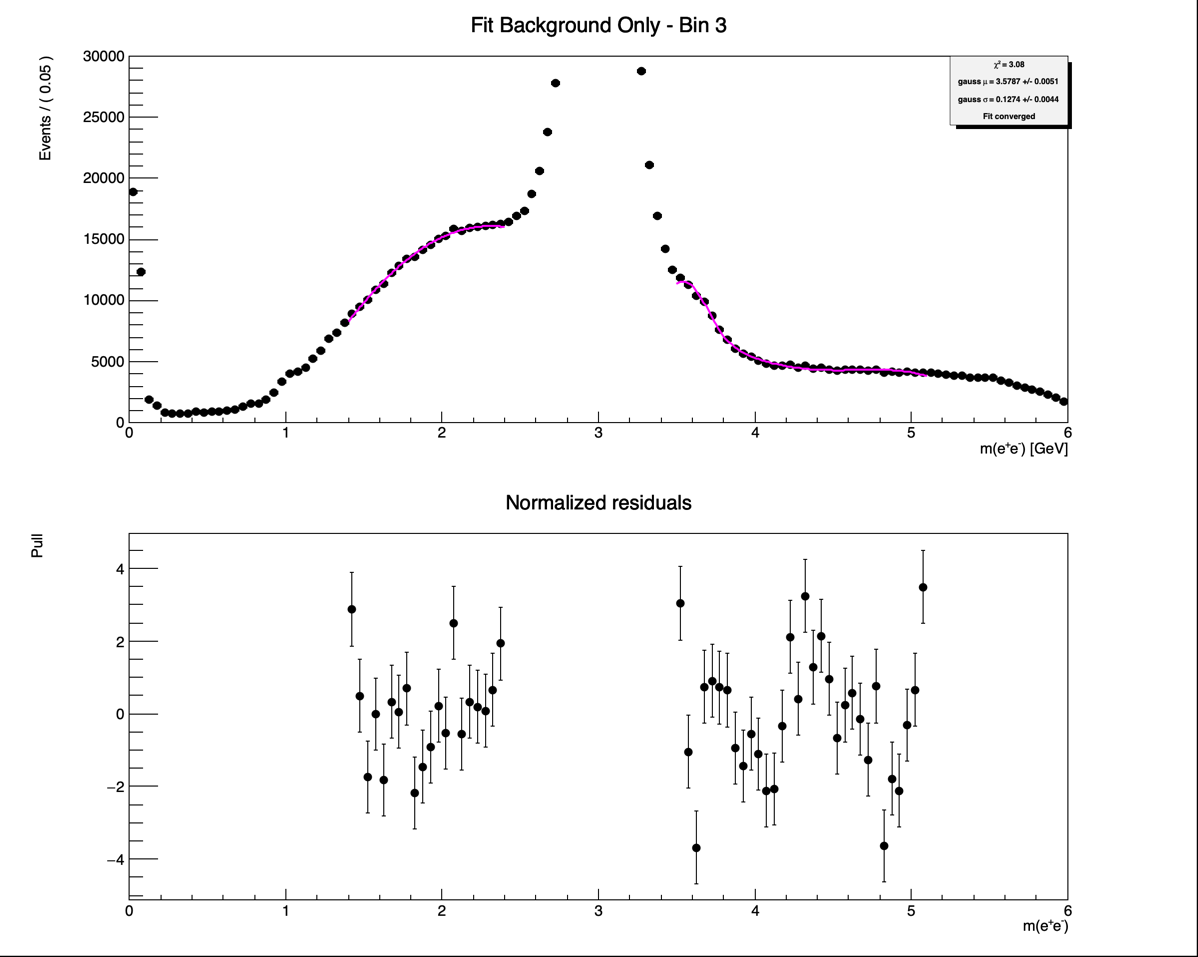 Fit Background Only - Bin 3
Events / ( 0.05 )
30000
25000
20000
15000
10000
5000
0
χ² = 3.08
gauss μ = 3.5787 +/- 0.0051
gauss σ = 0.1274 +/- 0.0044
Fit converged
0 1 2 3 4 5 6
m(e⁺e⁻) [GeV]
Normalized residuals
Pull
4
2
0
−2
−4
0 1 2 3 4 5 6
m(e⁺e⁻)